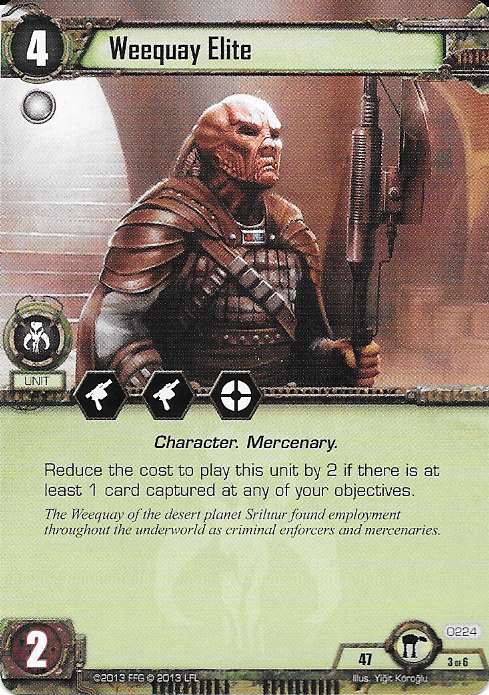 4
Weequay Elite
UNIT
Character. Mercenary.
Reduce the cost to play this unit by 2 if there is at
least 1 card captured at any of your objectives.
The Weequay of the desert planet Sriluur found employment
throughout the underworld as criminal enforcers and mercenaries.
2
0224
47
3 OF 6
©2013 FFG © 2013 LFL
Illus. Yiğit Köroğlu